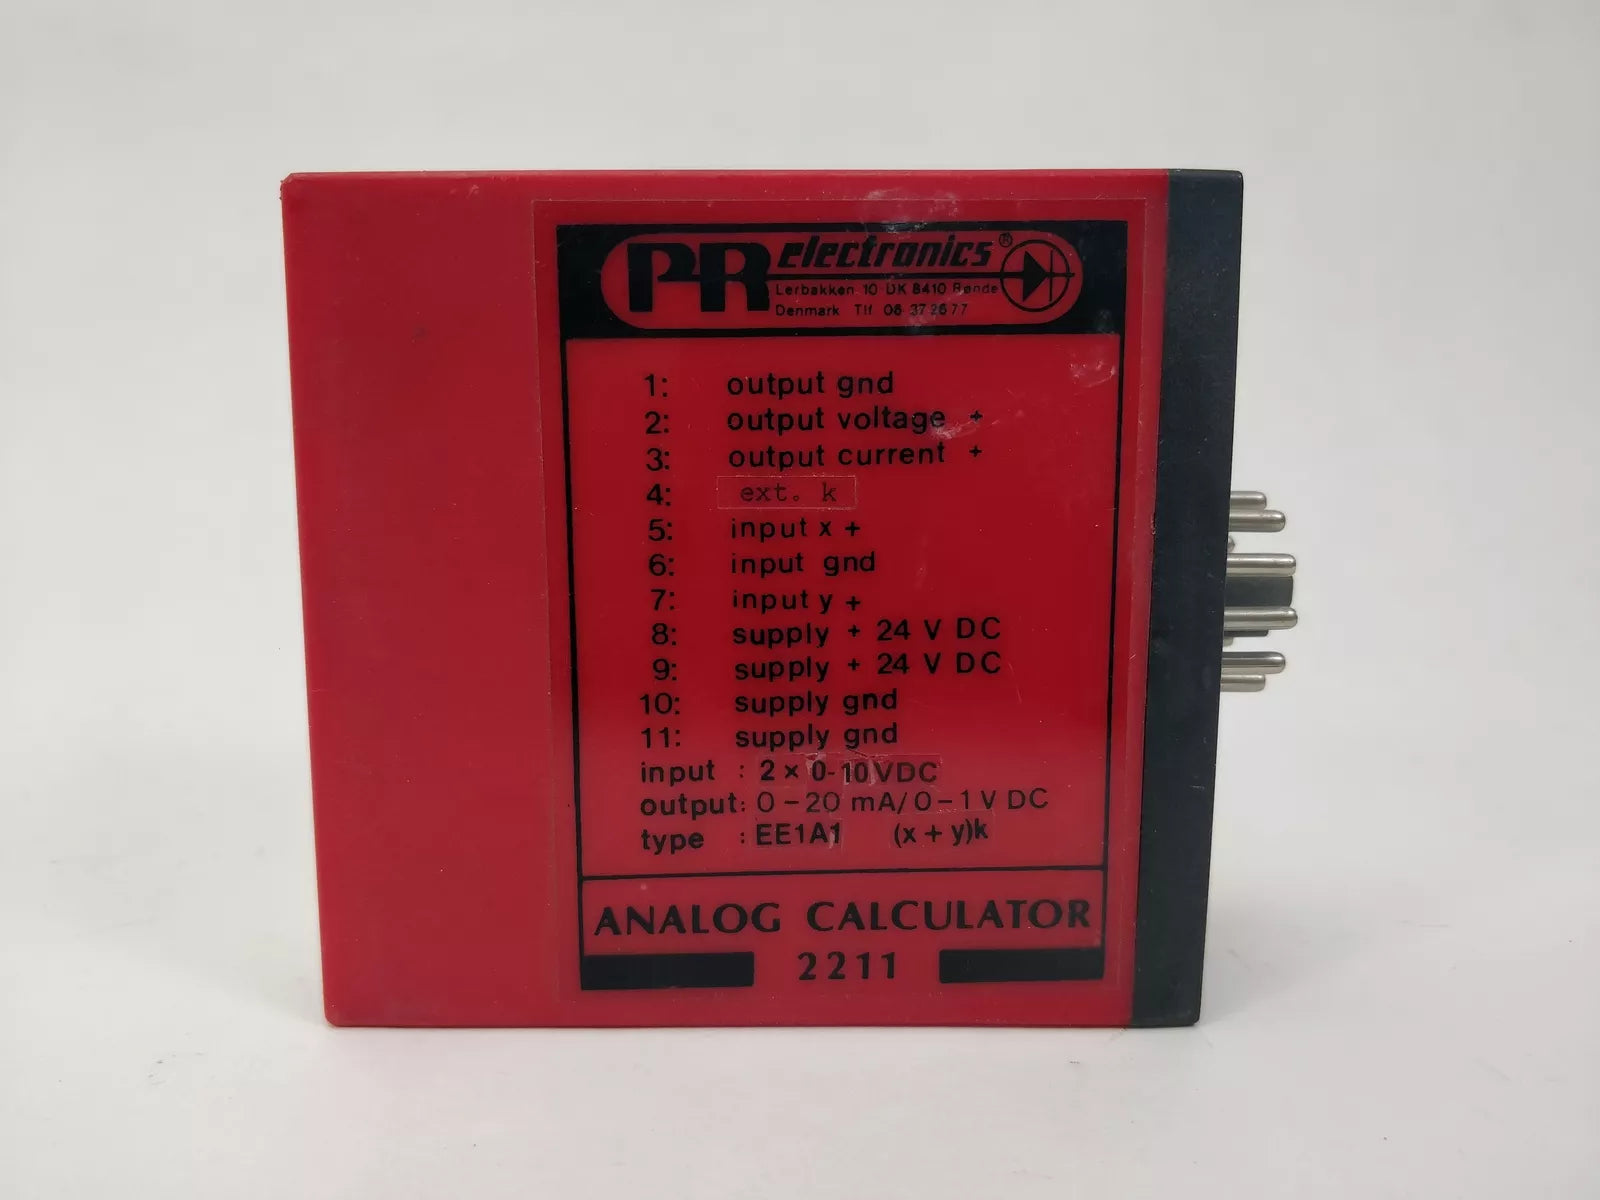 PR electronics®
Lerbakken 10 DK 8410 Rønde
Denmark Tlf 06 37 26 77
1: output gnd
2: output voltage +
3: output current +
4: ext. k
5: input x +
6: input gnd
7: input y +
8: supply + 24 V DC
9: supply + 24 V DC
10: supply gnd
11: supply gnd
input : 2 x 0-10VDC
output: 0-20 mA/0-1 V DC
type : EE1A1 (x + y)k
ANALOG CALCULATOR
2211